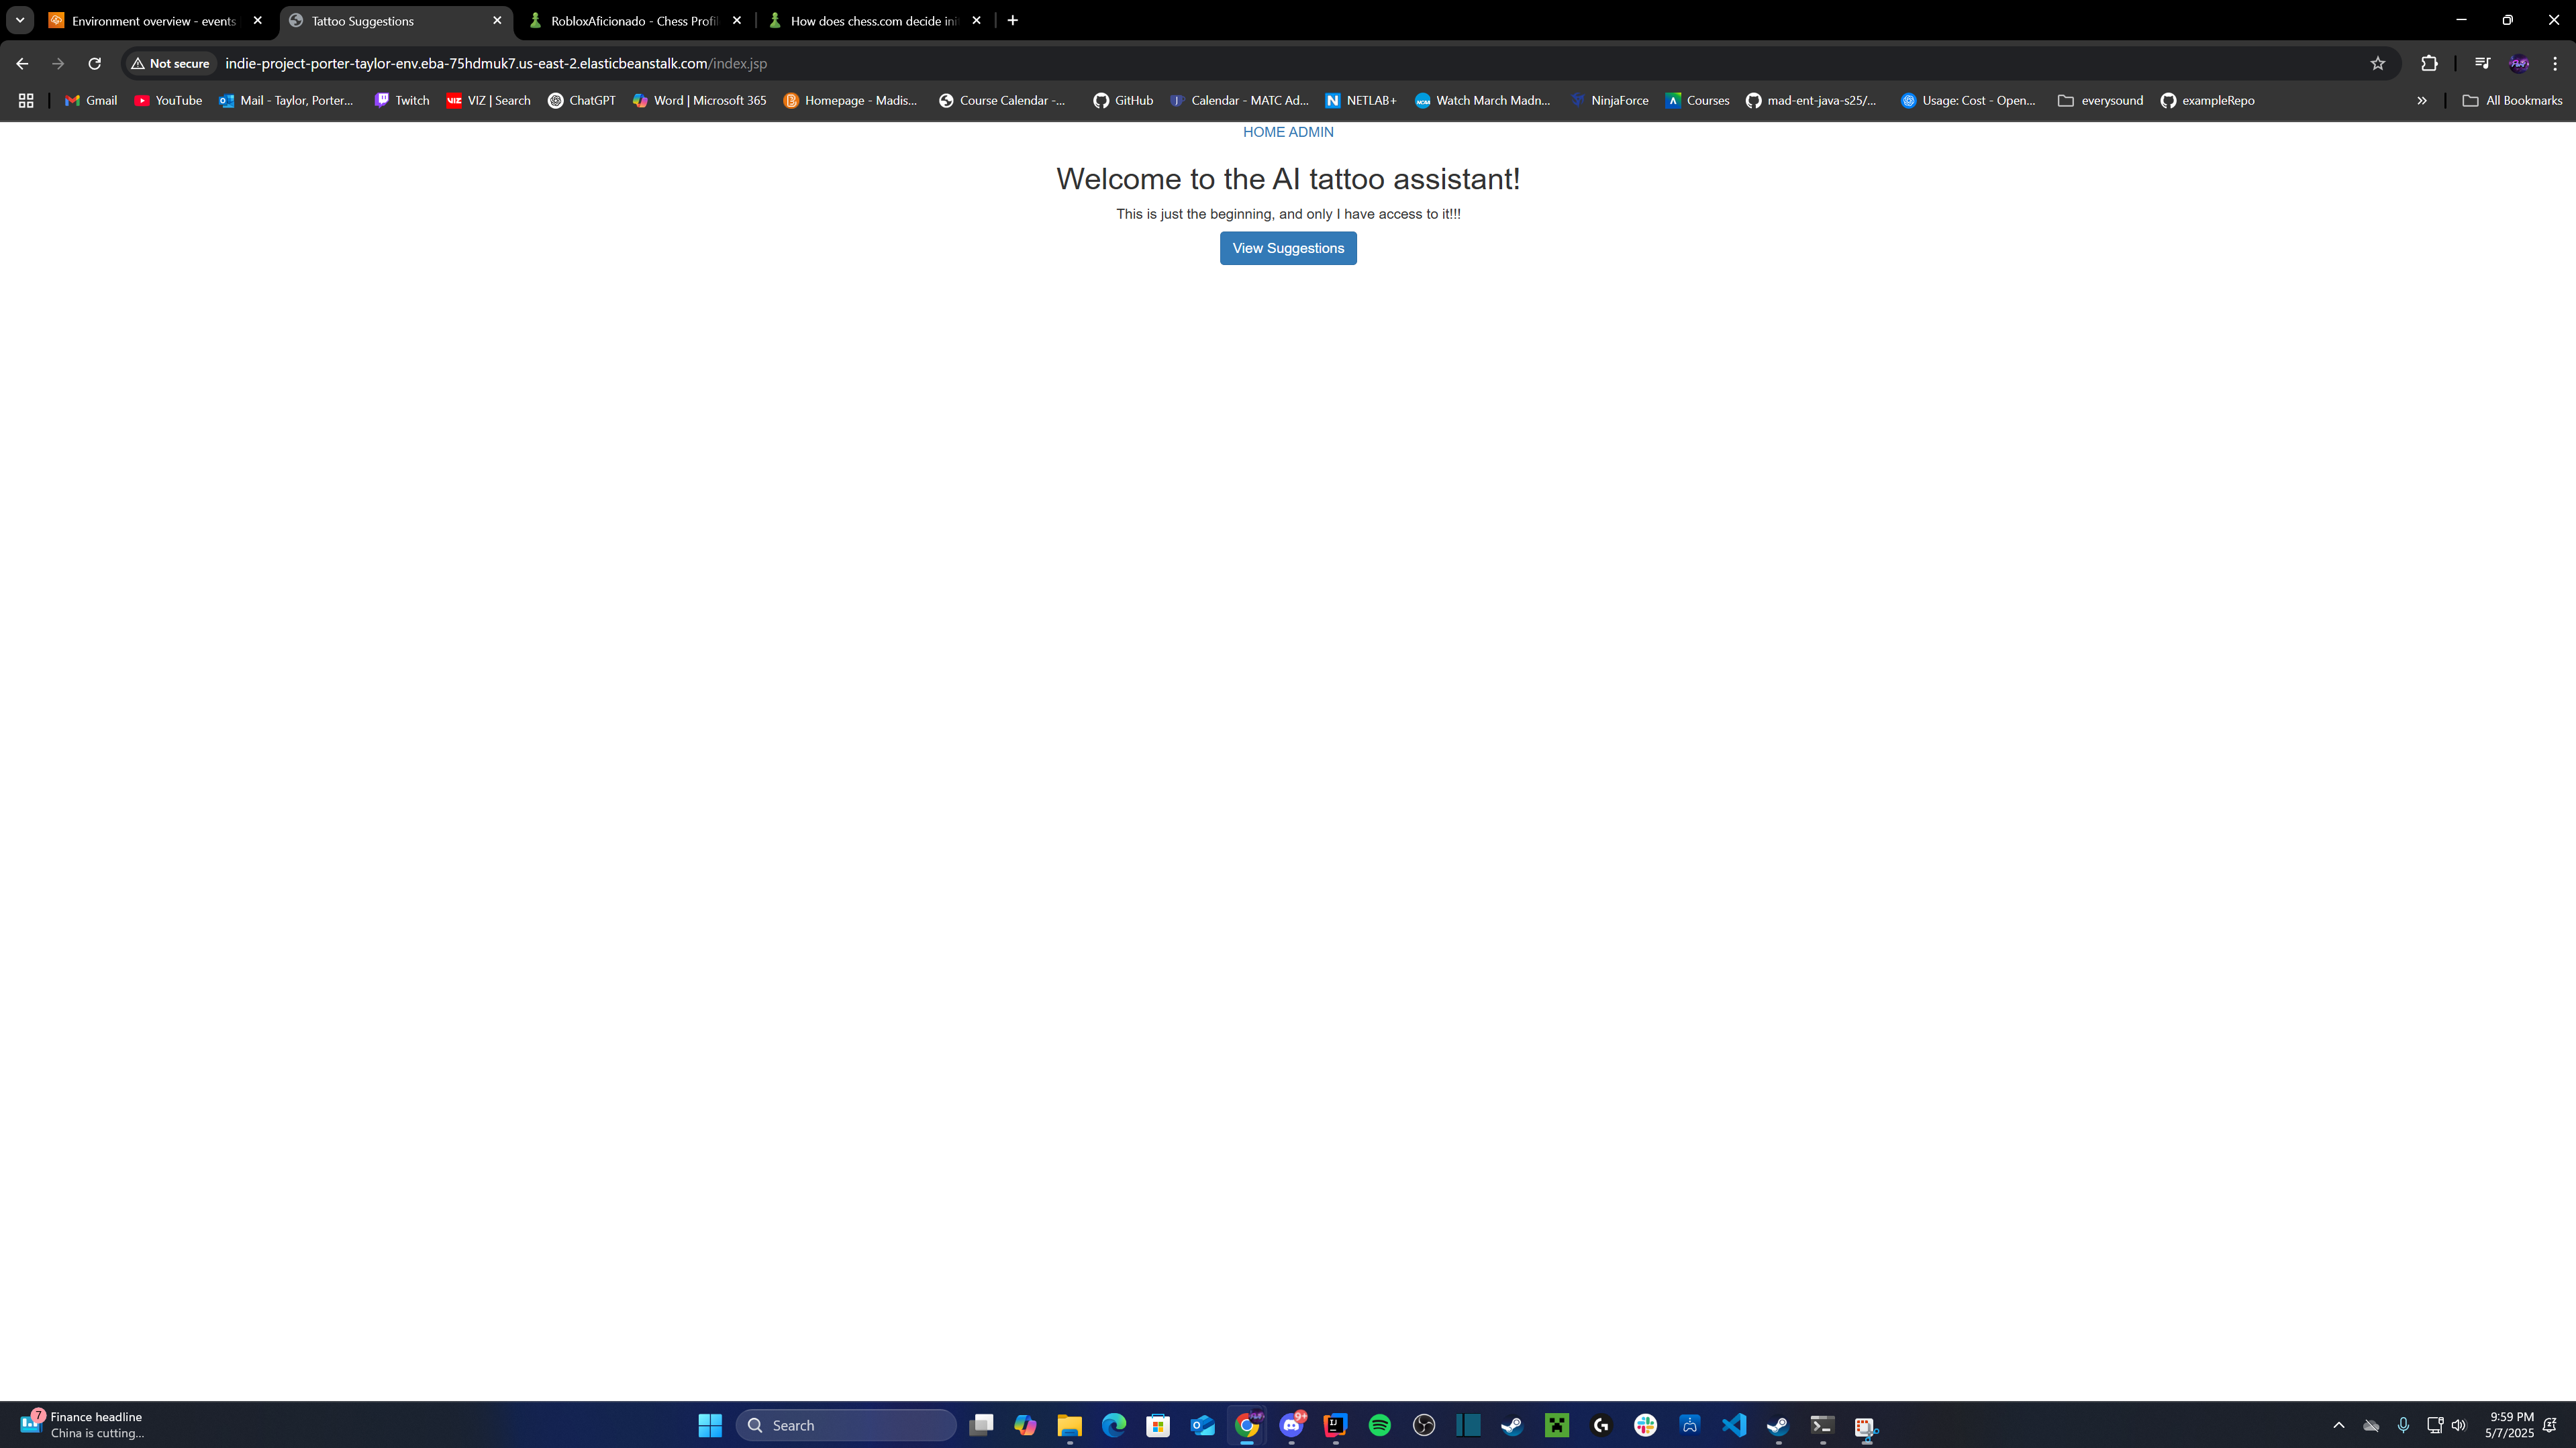 Environment overview - events
Tattoo Suggestions
RobloxAficionado - Chess Profil
How does chess.com decide ini
Not secure
indie-project-porter-taylor-env.eba-75hdmuk7.us-east-2.elasticbeanstalk.com/index.jsp
Gmail
YouTube
Mail - Taylor, Porter...
Twitch
VIZ | Search
ChatGPT
Word | Microsoft 365
Homepage - Madis...
Course Calendar -...
GitHub
Calendar - MATC Ad...
NETLAB+
Watch March Madn...
NinjaForce
Courses
mad-ent-java-s25/...
Usage: Cost - Open...
everysound
exampleRepo
All Bookmarks
HOME ADMIN
Welcome to the AI tattoo assistant!
This is just the beginning, and only I have access to it!!!
View Suggestions
7
Finance headline
China is cutting...
Search
9+
9:59 PM
5/7/2025